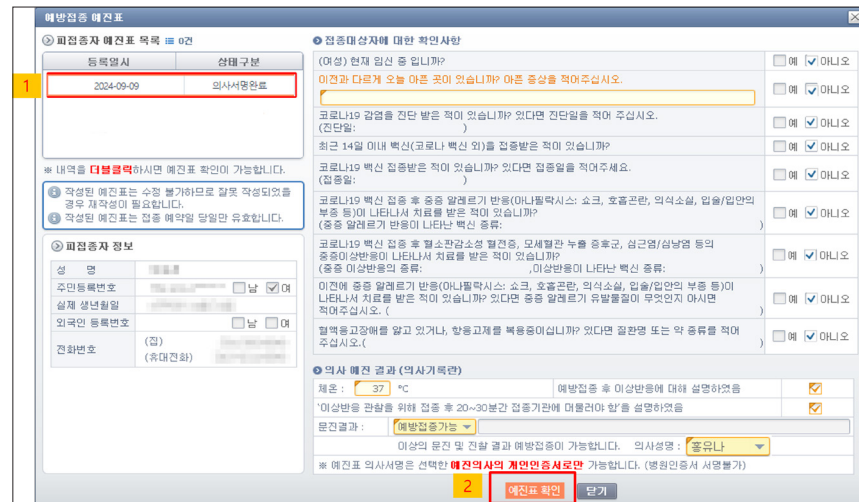 예방접종 예진표
피접종자 예진표 목록 0건
등록일시 상태구분
1
2024-09-09 의사서명완료
※ 내역을 더블클릭하시면 예진표 확인이 가능합니다.
작성된 예진표는 수정 불가하므로 잘못 작성되었을
경우 재작성이 필요합니다.
작성된 예진표는 접종 예약일 당일만 유효합니다.
피접종자 정보
성 명
주민등록번호 남 여
실제 생년월일
외국인 등록번호 남 여
전화번호 (집)
(휴대전화)
접종대상자에 대한 확인사항
(여성) 현재 임신 중 입니까? 예 아니오
이전과 다르게 오늘 아픈 곳이 있습니까? 아픈 증상을 적어주십시오. 예 아니오
코로나19 감염을 진단 받은 적이 있습니까? 있다면 진단일을 적어 주십시오.
(진단일: ) 예 아니오
최근 14일 이내 백신(코로나 백신 외)을 접종받은 적이 있습니까? 예 아니오
코로나19 백신 접종받은 적이 있습니까? 있다면 접종일을 적어주세요.
(접종일: ) 예 아니오
코로나19 백신 접종 후 중증 알레르기 반응(아나필락시스: 쇼크, 호흡곤란, 의식소실, 입술/입안의
부종 등)이 나타나서 치료를 받은 적이 있습니까? 예 아니오
(중증 알레르기 반응이 나타난 백신 종류: )
코로나19 백신 접종 후 혈소판감소성 혈전증, 모세혈관 누출 증후군, 심근염/심낭염 등의
중증이상반응이 나타나서 치료를 받은 적이 있습니까? 예 아니오
(중증 이상반응의 종류: ,이상반응이 나타난 백신 종류: )
이전에 중증 알레르기 반응(아나필락시스: 쇼크, 호흡곤란, 의식소실, 입술/입안의 부종 등)이
나타나서 치료를 받은 적이 있습니까? 있다면 중증 알레르기 유발물질이 무엇인지 아시면 예 아니오
적어주십시오. ( )
혈액응고장애를 앓고 있거나, 항응고제를 복용중이십니까? 있다면 질환명 또는 약 종류를 적어
주십시오.( ) 예 아니오
의사 예진 결과 (의사기록란)
체온 : 37 ℃ 예방접종 후 이상반응에 대해 설명하였음
'이상반응 관찰을 위해 접종 후 20~30분간 접종기관에 머물러야 함'을 설명하였음
문진결과 : 예방접종가능
이상의 문진 및 진찰 결과 예방접종이 가능합니다. 의사성명 : 홍유나
※ 예진표 의사서명은 선택한 예진의사의 개인인증서로만 가능합니다. (병원인증서 서명불가)
2 예진표 확인 닫기